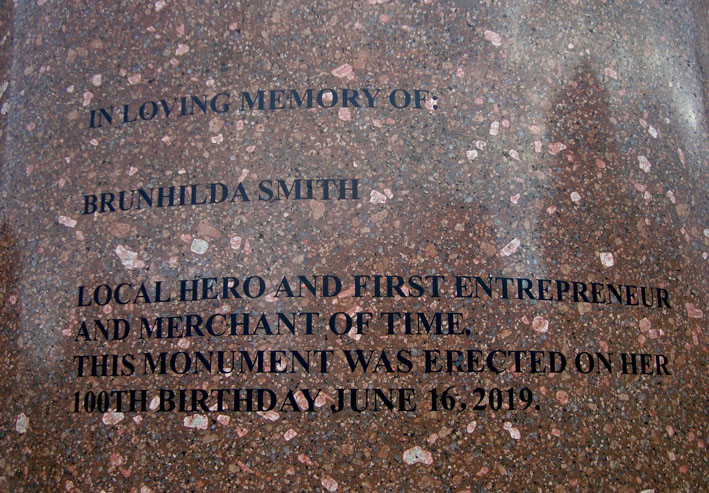 IN LOVING MEMORY OF:
BRUNHILDA SMITH
LOCAL HERO AND FIRST ENTREPRENEUR
AND MERCHANT OF TIME.
THIS MONUMENT WAS ERECTED ON HER
100TH BIRTHDAY JUNE 16, 2019.